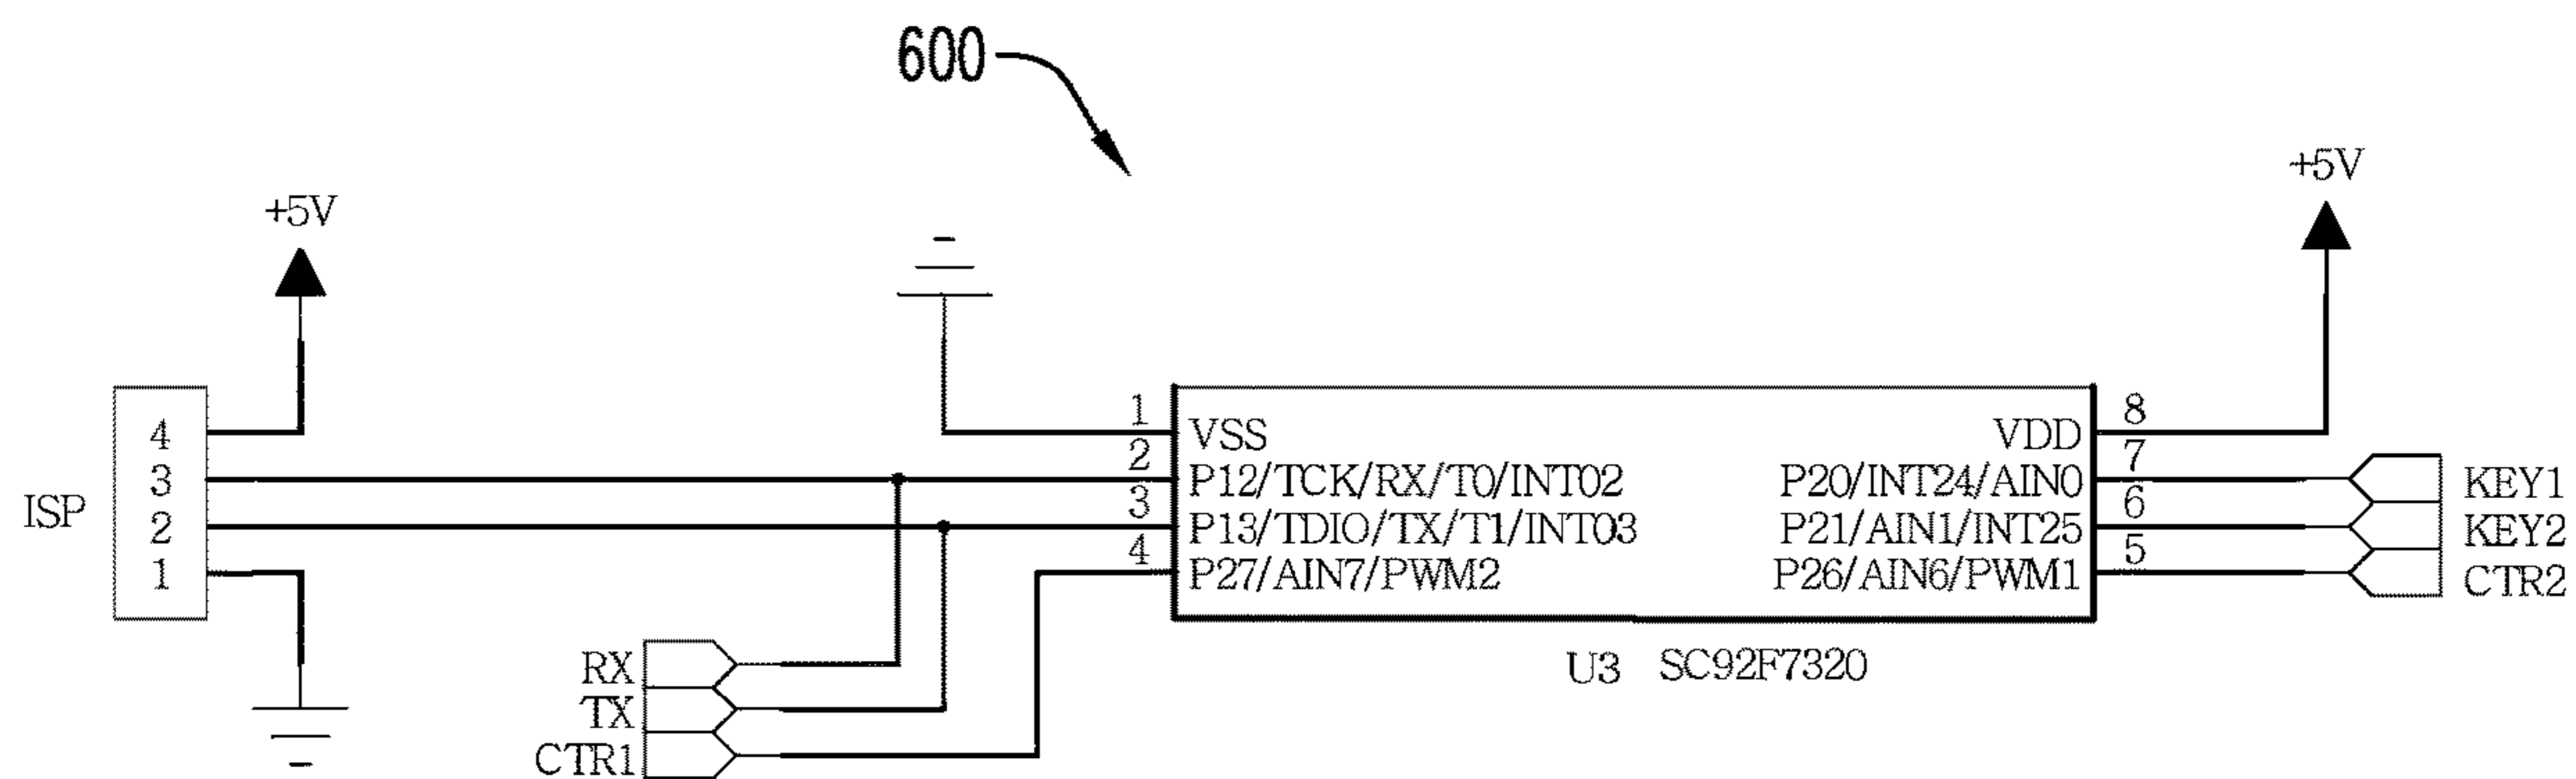 600
+5V
+5V
ISP
4
3
2
1
1
2
3
4
VSS
P12/TCK/RX/T0/INT02
P13/TDIO/TX/T1/INT03
P27/AIN7/PWM2
VDD
P20/INT24/AIN0
P21/AIN1/INT25
P26/AIN6/PWM1
8
7
6
5
KEY1
KEY2
CTR2
RX
TX
CTR1
U3 SC92F7320